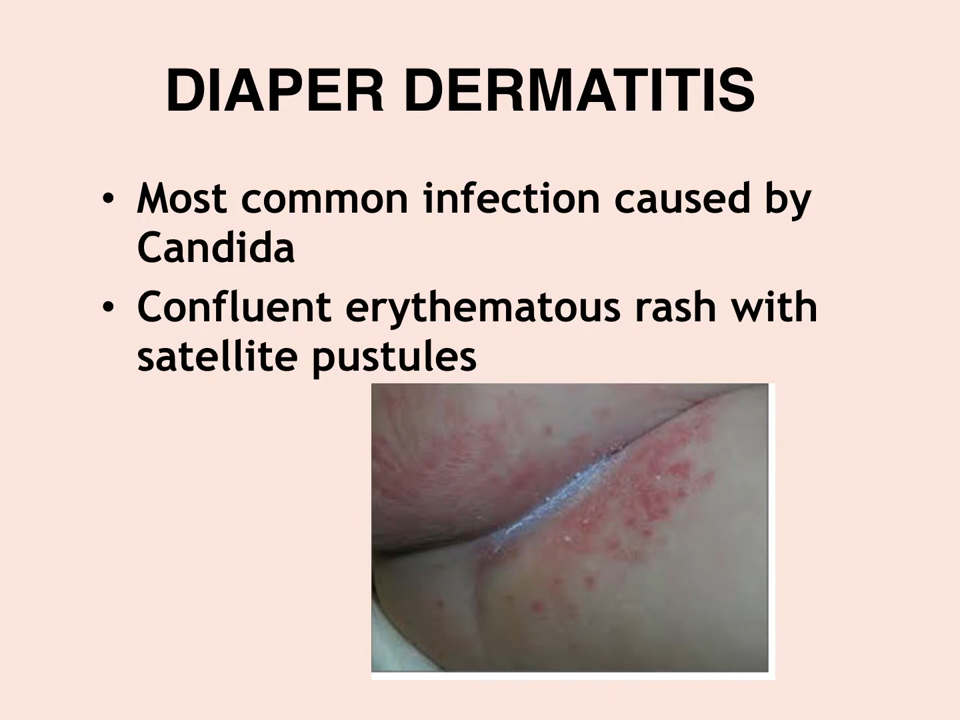 DIAPER DERMATITIS
• Most common infection caused by
Candida
• Confluent erythematous rash with
satellite pustules